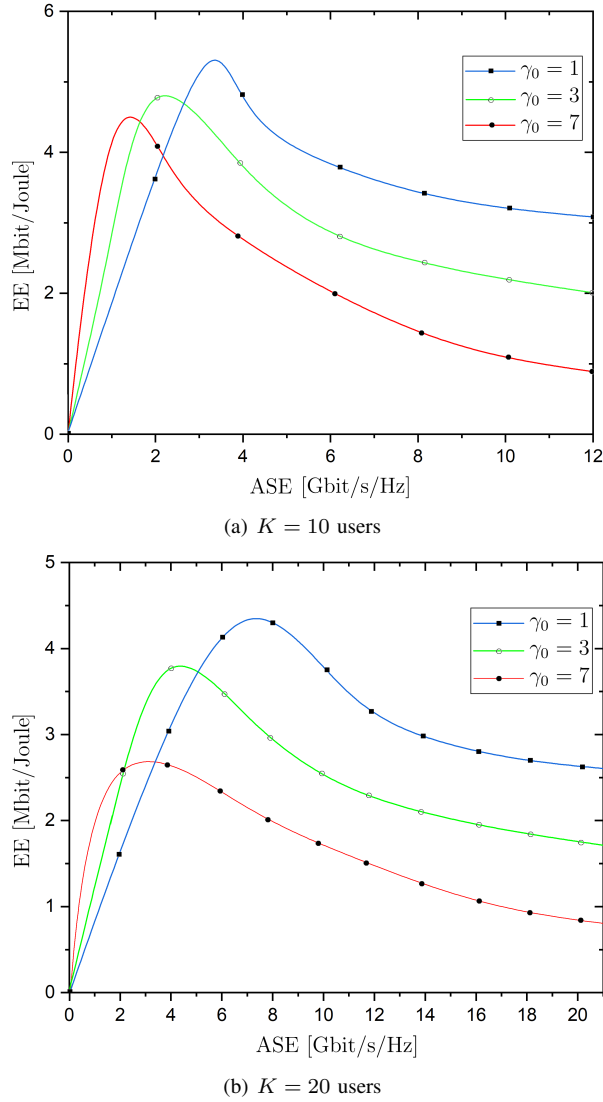 6
4
2
0
EE [Mbit/Joule]
γ₀ = 1
γ₀ = 3
γ₀ = 7
0 2 4 6 8 10 12
ASE [Gbit/s/Hz]
(a) K = 10 users
5
4
3
2
1
0
EE [Mbit/Joule]
γ₀ = 1
γ₀ = 3
γ₀ = 7
0 2 4 6 8 10 12 14 16 18 20
ASE [Gbit/s/Hz]
(b) K = 20 users